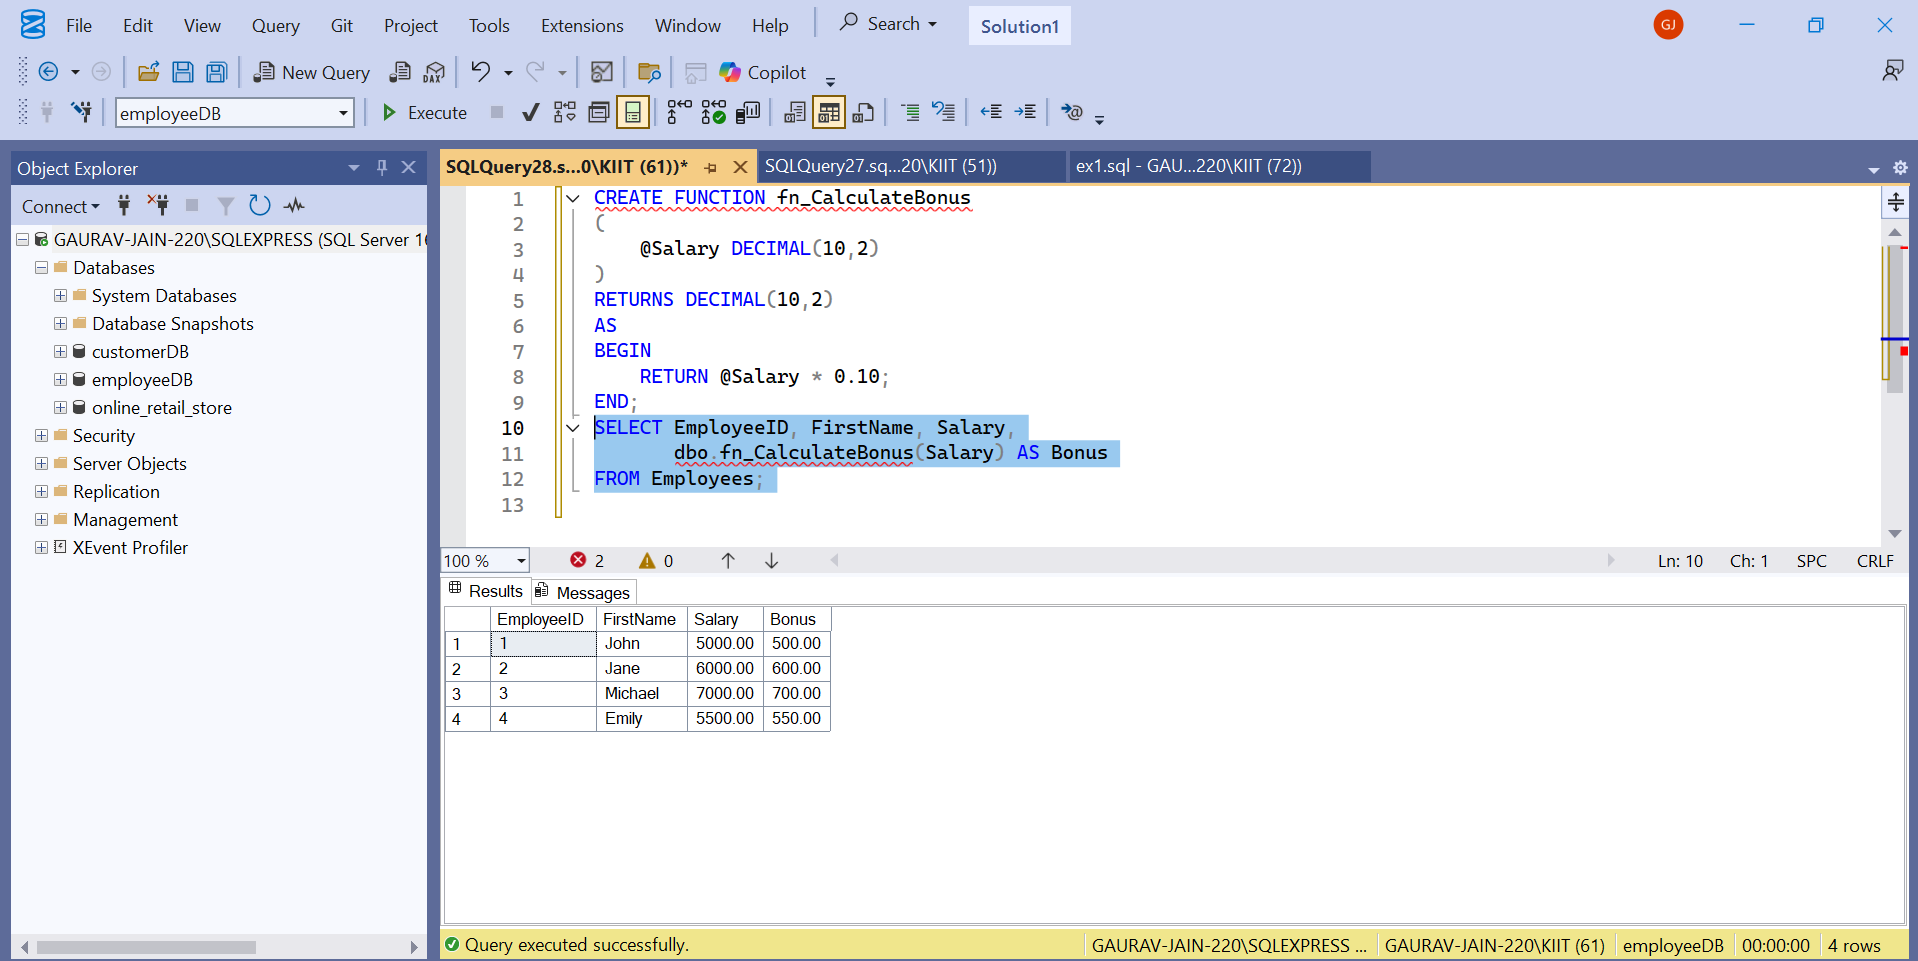 File Edit View Query Git Project Tools Extensions Window Help Search Solution1 GJ
New Query DAX Copilot
employeeDB Execute
Object Explorer
Connect
GAURAV-JAIN-220\SQLEXPRESS (SQL Server 16
Databases
System Databases
Database Snapshots
customerDB
employeeDB
online_retail_store
Security
Server Objects
Replication
Management
XEvent Profiler
SQLQuery28.s...0\KIIT (61))* SQLQuery27.sq...20\KIIT (51)) ex1.sql - GAU...220\KIIT (72))
1 CREATE FUNCTION fn_CalculateBonus
2 (
3 @Salary DECIMAL(10,2)
4 )
5 RETURNS DECIMAL(10,2)
6 AS
7 BEGIN
8 RETURN @Salary * 0.10;
9 END;
10 SELECT EmployeeID, FirstName, Salary,
11 dbo.fn_CalculateBonus(Salary) AS Bonus
12 FROM Employees;
13
100 % 2 0 Ln: 10 Ch: 1 SPC CRLF
Results Messages
EmployeeID FirstName Salary Bonus
1 1 John 5000.00 500.00
2 2 Jane 6000.00 600.00
3 3 Michael 7000.00 700.00
4 4 Emily 5500.00 550.00
Query executed successfully. GAURAV-JAIN-220\SQLEXPRESS ... GAURAV-JAIN-220\KIIT (61) employeeDB 00:00:00 4 rows